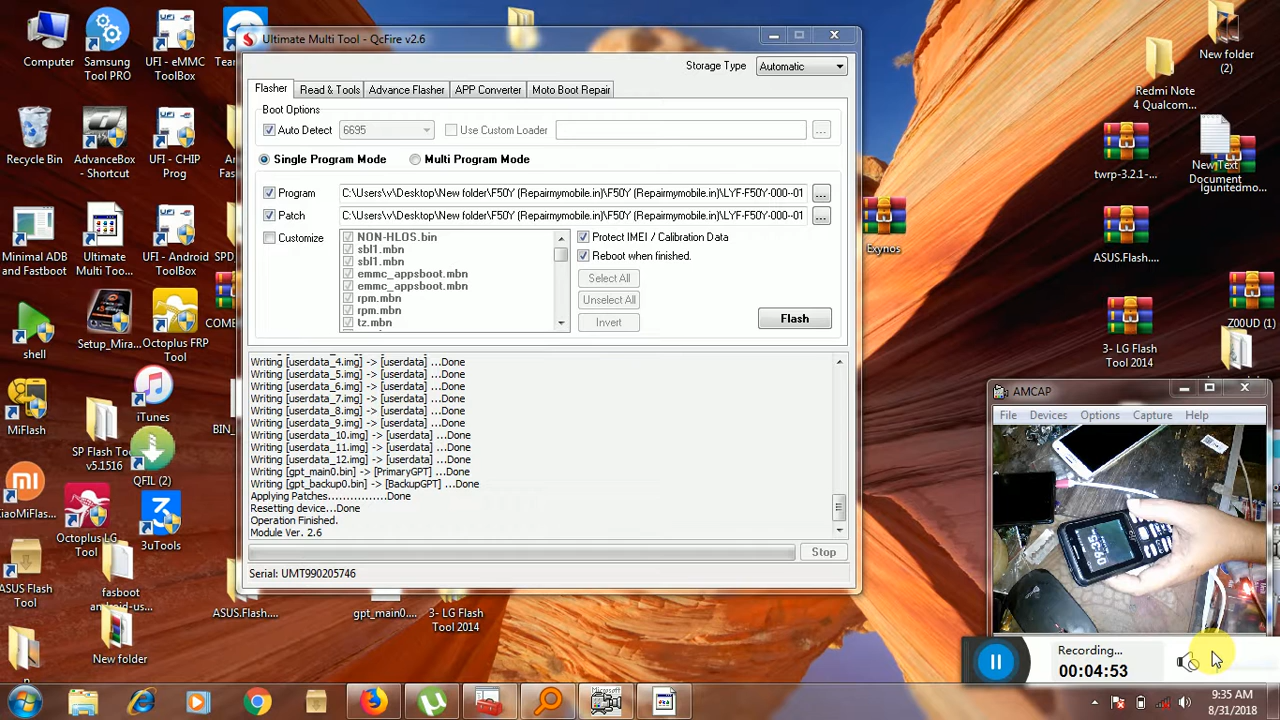 Computer
Samsung Tool PRO
UFI - eMMC ToolBox
Recycle Bin
AdvanceBox - Shortcut
UFI - CHIP Prog
Minimal ADB and Fastboot
Ultimate Multi Too...
UFI - Android ToolBox
shell
Setup_Mira...
Octoplus FRP Tool
MiFlash
SP Flash Too v5.1516
iTunes
QFIL (2)
XiaoMiFlas...
Octoplus LG Tool
3uTools
ASUS Flash Tool
fasboot android-us...
New folder
ASUS.Flash....
gpt_main0....
3- LG Flash Tool 2014
Ultimate Multi Tool - QcFire v2.6
Storage Type
Automatic
Flasher
Read & Tools
Advance Flasher
APP Converter
Moto Boot Repair
Boot Options
Auto Detect
6695
Use Custom Loader
...
Single Program Mode
Multi Program Mode
Program
C:\Users\v\Desktop\New folder\F50Y (Repairmymobile.in)\F50Y (Repairmymobile.in)\LYF-F50Y-000--01
...
Patch
C:\Users\v\Desktop\New folder\F50Y (Repairmymobile.in)\F50Y (Repairmymobile.in)\LYF-F50Y-000--01
...
Customize
NON-HLOS.bin
sbl1.mbn
sbl1.mbn
emmc_appsboot.mbn
emmc_appsboot.mbn
rpm.mbn
rpm.mbn
tz.mbn
Protect IMEI / Calibration Data
Reboot when finished.
Select All
Unselect All
Invert
Flash
Writing [userdata_4.img] -> [userdata] ...Done
Writing [userdata_5.img] -> [userdata] ...Done
Writing [userdata_6.img] -> [userdata] ...Done
Writing [userdata_7.img] -> [userdata] ...Done
Writing [userdata_8.img] -> [userdata] ...Done
Writing [userdata_9.img] -> [userdata] ...Done
Writing [userdata_10.img] -> [userdata] ...Done
Writing [userdata_11.img] -> [userdata] ...Done
Writing [userdata_12.img] -> [userdata] ...Done
Writing [gpt_main0.bin] -> [PrimaryGPT] ...Done
Writing [gpt_backup0.bin] -> [BackupGPT] ...Done
Applying Patches...............Done
Resetting device...Done
Operation Finished.
Module Ver. 2.6
Stop
Serial: UMT990205746
Exynos
New folder (2)
Redmi Note 4 Qualcom...
twrp-3.2.1-...
New Text Document
ASUS.Flash....
3- LG Flash Tool 2014
Z00UD (1)
AMCAP
File
Devices
Options
Capture
Help
Recording...
00:04:53
9:35 AM
8/31/2018